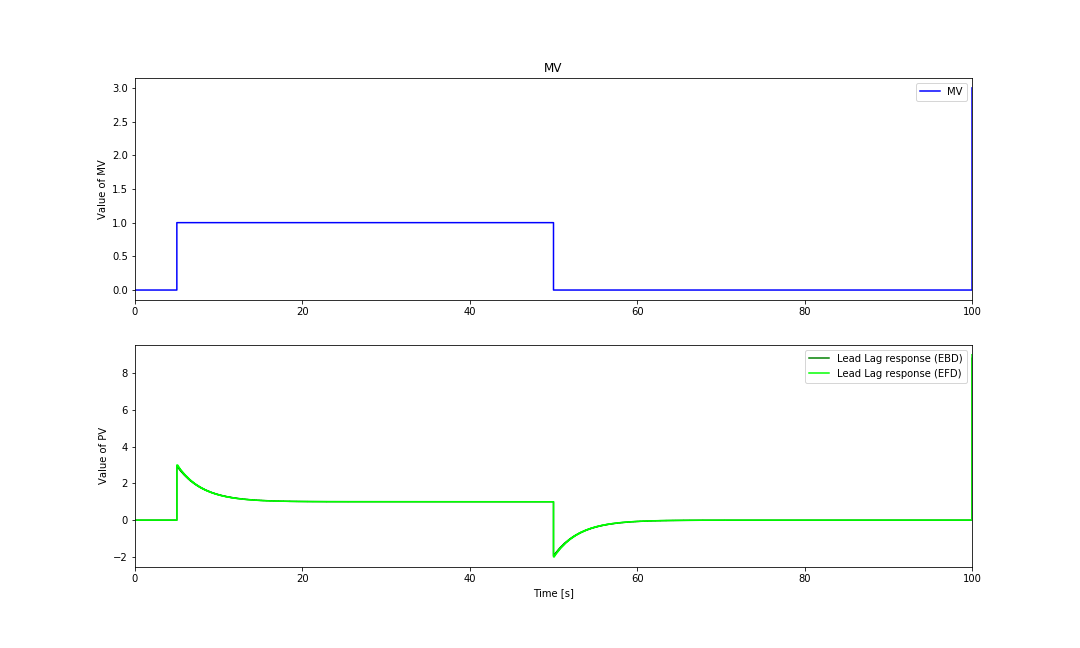 MV
3.0
2.5
2.0
1.5
1.0
0.5
0.0
Value of MV
MV
0 20 40 60 80 100
8
6
4
2
0
−2
Value of PV
Lead Lag response (EBD)
Lead Lag response (EFD)
0 20 40 60 80 100
Time [s]